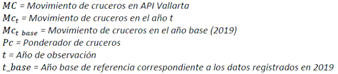 MC = Movimiento de cruceros en API Vallarta
Mc_t = Movimiento de cruceros en el año t
Mc_t base = Movimiento de cruceros en el año base (2019)
Pc = Ponderador de cruceros
t = Año de observación
t_base = Año base de referencia correspondiente a los datos registrados en 2019